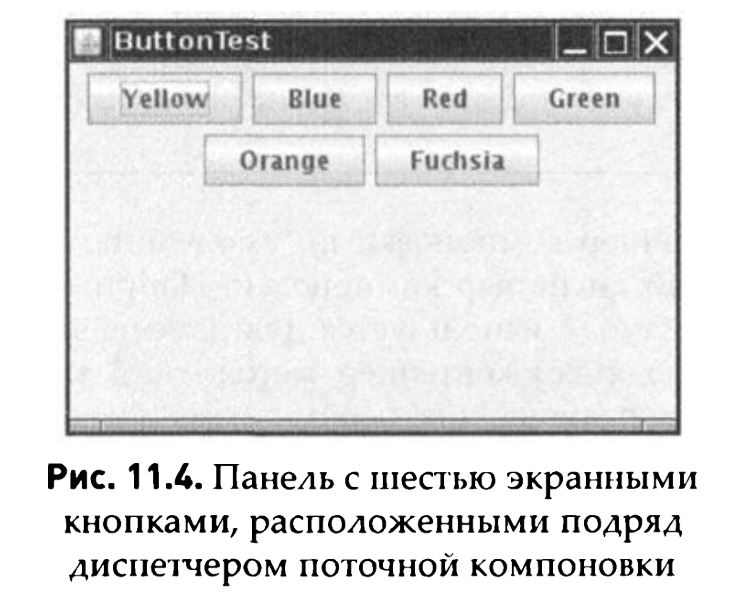 ButtonTest
Yellow Blue Red Green
Orange Fuchsia
Рис. 11.4. Панель с шестью экранными
кнопками, расположенными подряд
диспетчером поточной компоновки